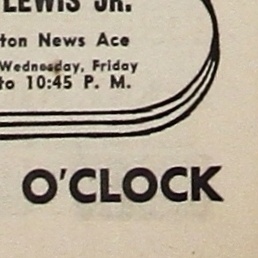 LEWIS JR.
ton News Ace
Wednesday, Friday
to 10:45 P. M.
O'CLOCK